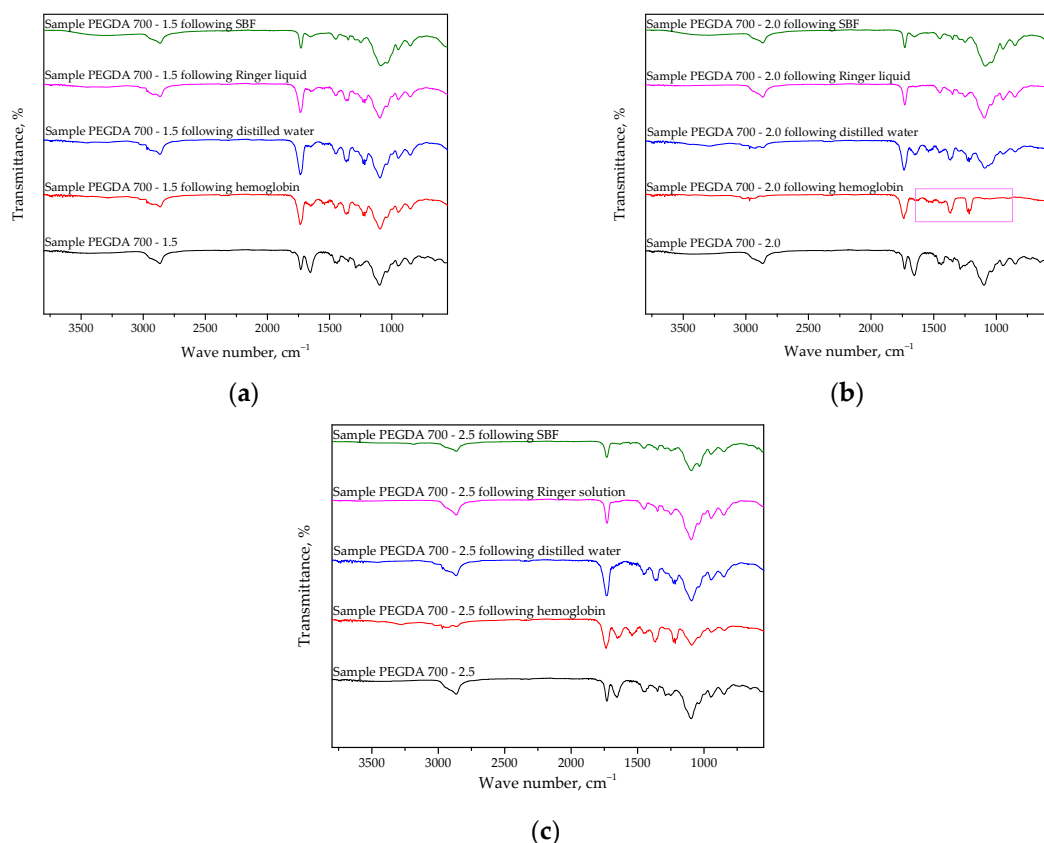 Sample PEGDA 700 - 1.5 following SBF
Sample PEGDA 700 - 1.5 following Ringer liquid
Sample PEGDA 700 - 1.5 following distilled water
Sample PEGDA 700 - 1.5 following hemoglobin
Sample PEGDA 700 - 1.5
Transmittance, %
3500 3000 2500 2000 1500 1000
Wave number, cm⁻¹
(a)
Sample PEGDA 700 - 2.0 following SBF
Sample PEGDA 700 - 2.0 following Ringer liquid
Sample PEGDA 700 - 2.0 following distilled water
Sample PEGDA 700 - 2.0 following hemoglobin
Sample PEGDA 700 - 2.0
Transmittance, %
3500 3000 2500 2000 1500 1000
Wave number, cm⁻¹
(b)
Sample PEGDA 700 - 2.5 following SBF
Sample PEGDA 700 - 2.5 following Ringer solution
Sample PEGDA 700 - 2.5 following distilled water
Sample PEGDA 700 - 2.5 following hemoglobin
Sample PEGDA 700 - 2.5
Transmittance, %
3500 3000 2500 2000 1500 1000
Wave number, cm⁻¹
(c)